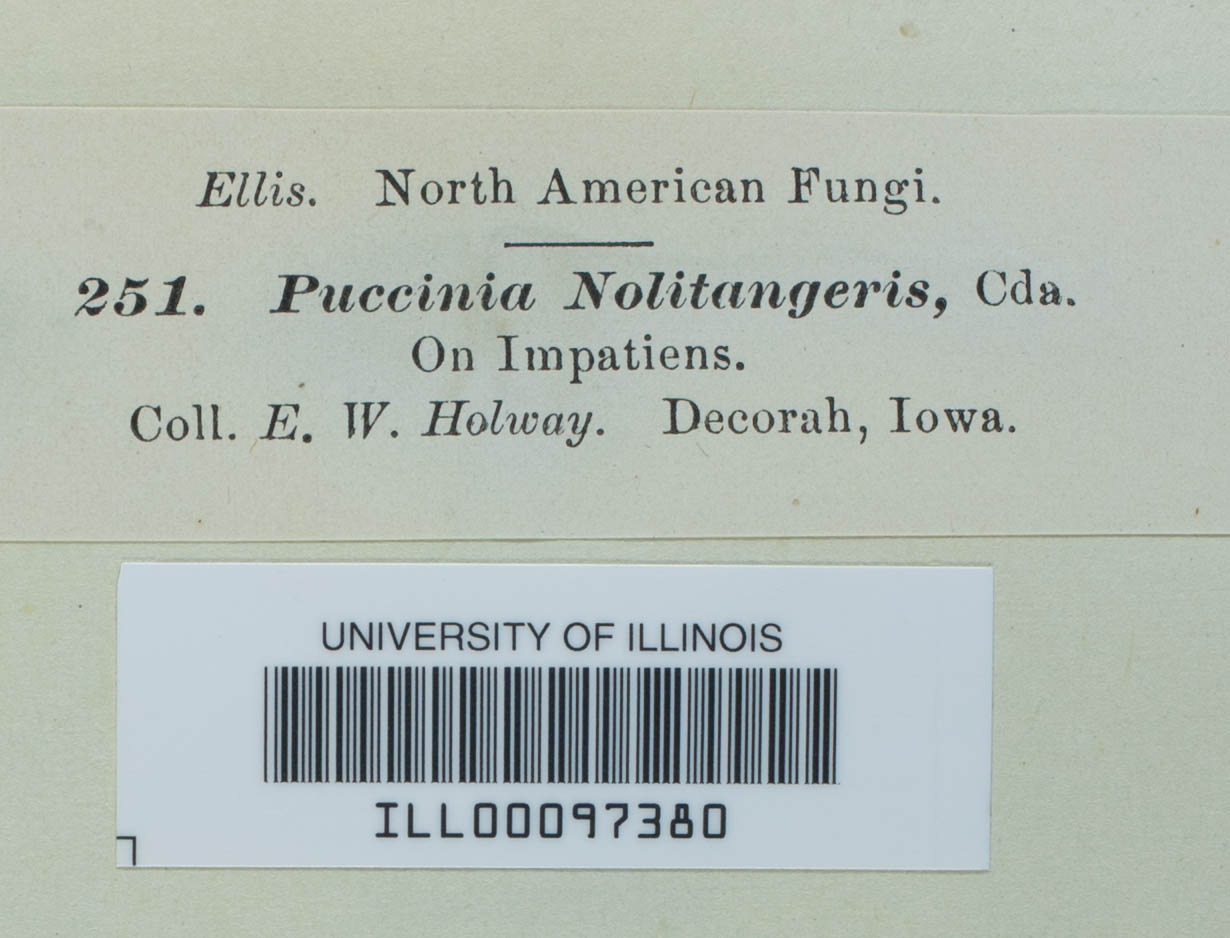 Ellis. North American Fungi.
251. Puccinia Nolitangeris, Cda.
On Impatiens.
Coll. E. W. Holway. Decorah, Iowa.
UNIVERSITY OF ILLINOIS
ILL00097380